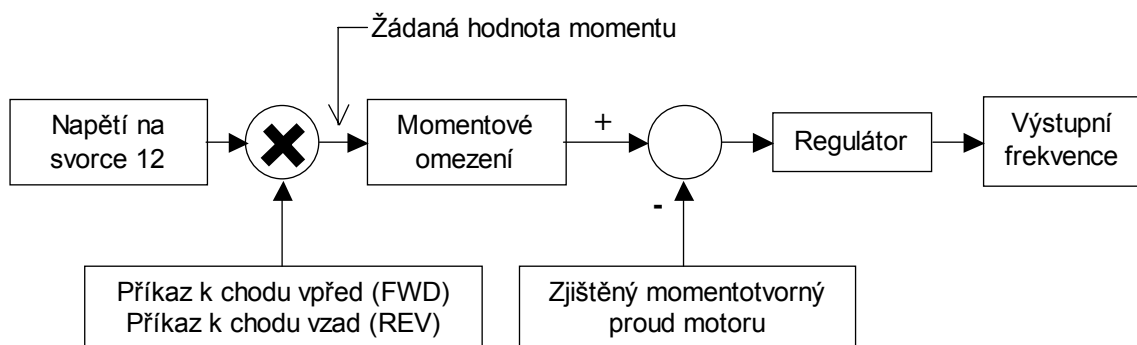 Žádaná hodnota momentu
Napětí na
svorce 12
Momentové
omezení
+
Regulátor
Výstupní
frekvence
-
Příkaz k chodu vpřed (FWD)
Příkaz k chodu vzad (REV)
Zjištěný momentotvorný
proud motoru